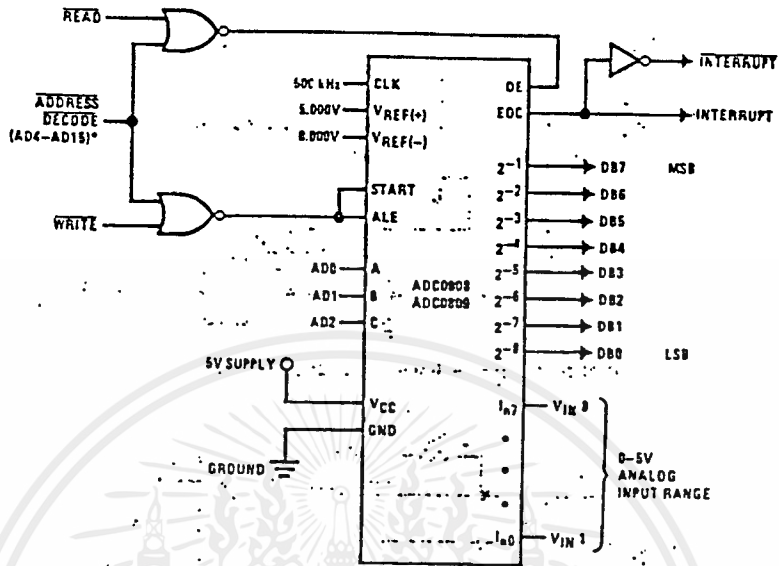 READ
ADDRESS
DECODE
(AD4–AD15)*
WRITE
500 kHz
CLK
5.000V
VREF(+)
0.000V
VREF(−)
START
ALE
AD0
A
AD1
B
AD2
C
ADC0808
ADC0809
5V SUPPLY
VCC
GND
GROUND
OE
EOC
INTERRUPT
INTERRUPT
2⁻¹
DB7
MSB
2⁻²
DB6
2⁻³
DB5
2⁻⁴
DB4
2⁻⁵
DB3
2⁻⁶
DB2
2⁻⁷
DB1
2⁻⁸
DB0
LSB
In7
VIN 8
0–5V
ANALOG
INPUT RANGE
In0
VIN 1